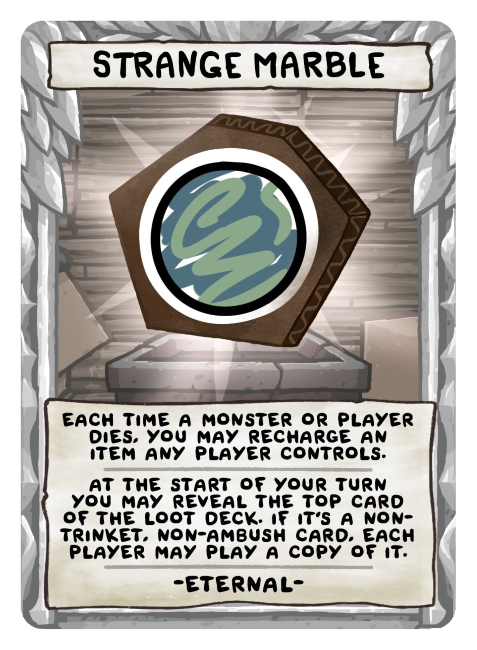 STRANGE MARBLE
EACH TIME A MONSTER OR PLAYER
DIES, YOU MAY RECHARGE AN
ITEM ANY PLAYER CONTROLS.
AT THE START OF YOUR TURN
YOU MAY REVEAL THE TOP CARD
OF THE LOOT DECK. IF IT'S A NON-
TRINKET, NON-AMBUSH CARD, EACH
PLAYER MAY PLAY A COPY OF IT.
-ETERNAL-